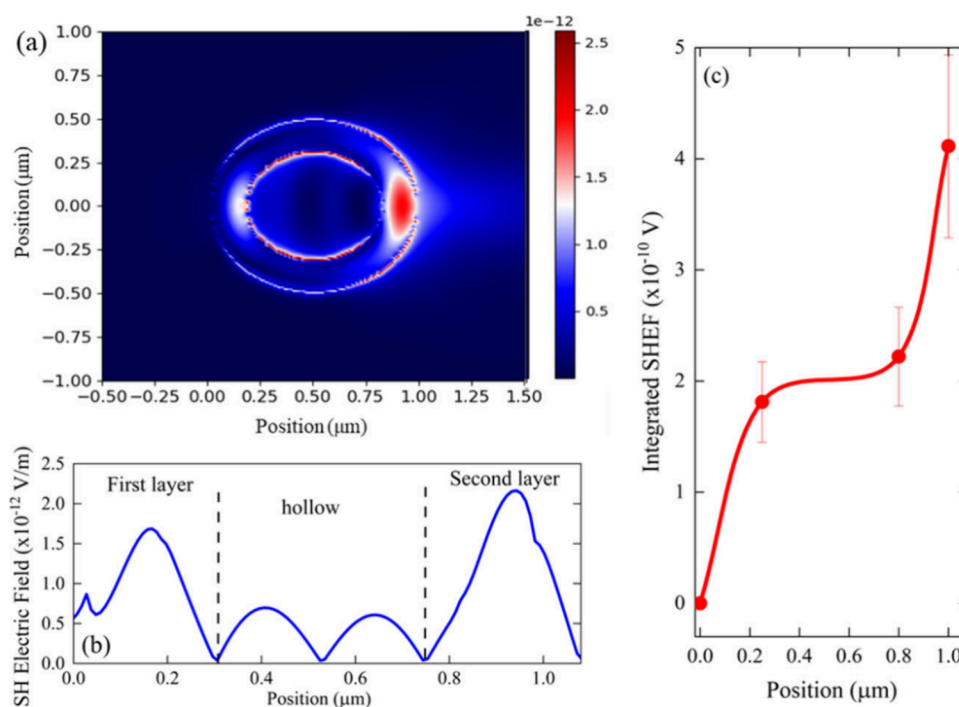 (a)
1e−12
1.00
0.75
0.50
0.25
0.00
−0.25
−0.50
−0.75
−1.00
Position (μm)
−0.50 −0.25 0.00 0.25 0.50 0.75 1.00 1.25 1.50
Position (μm)
2.5
2.0
1.5
1.0
0.5
(b)
2.5
2.0
1.5
1.0
0.5
0.0
SH Electric Field (x10⁻¹² V/m)
First layer
hollow
Second layer
0.0 0.2 0.4 0.6 0.8 1.0
Position (μm)
(c)
5
4
3
2
1
0
Integrated SHEF (x10⁻¹⁰ V)
0.0 0.2 0.4 0.6 0.8 1.0
Position (μm)